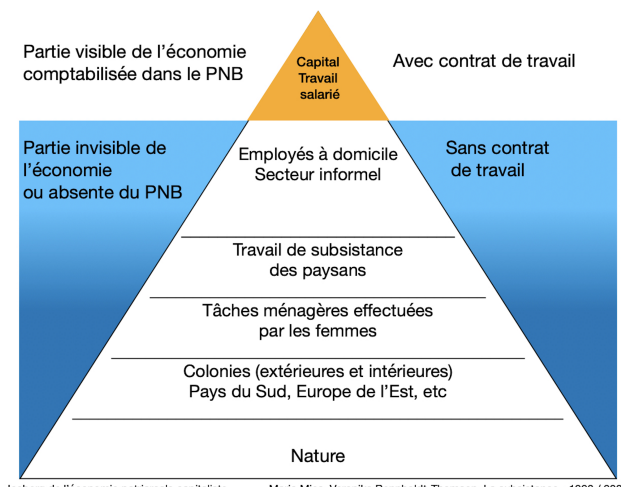 Partie visible de l'économie
comptabilisée dans le PNB
Capital
Travail
salarié
Avec contrat de travail
Partie invisible de
l'économie
ou absente du PNB
Employés à domicile
Secteur informel
Sans contrat
de travail
Travail de subsistance
des paysans
Tâches ménagères effectuées
par les femmes
Colonies (extérieures et intérieures)
Pays du Sud, Europe de l'Est, etc
Nature